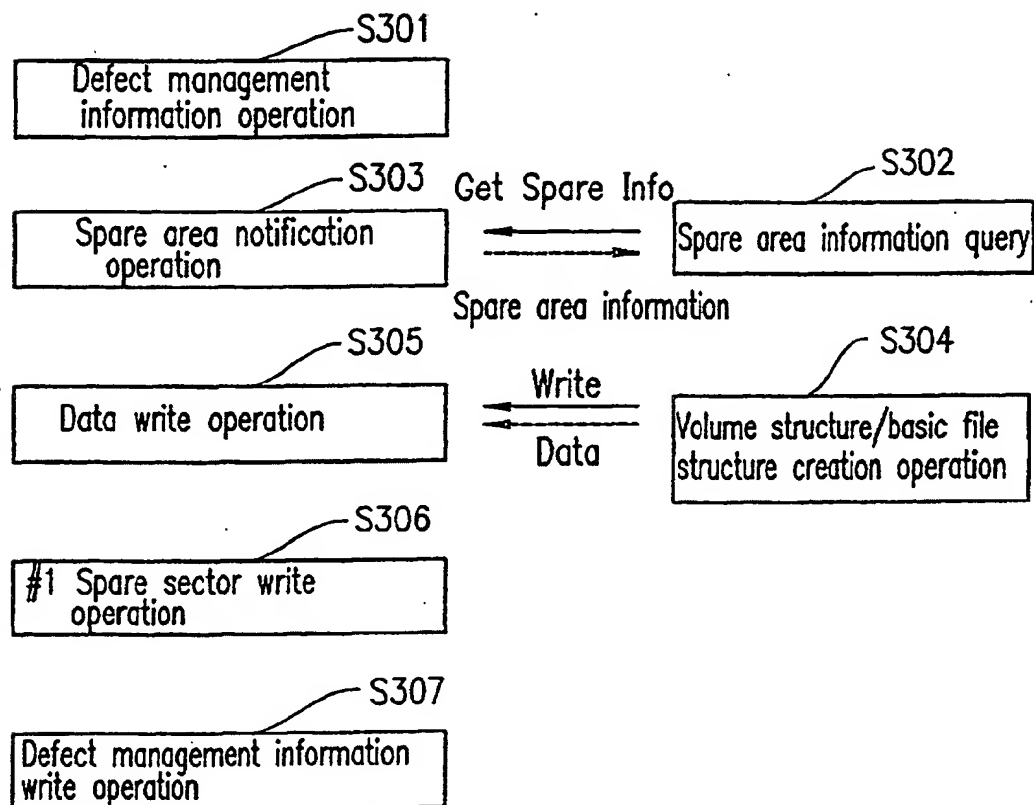 S301
Defect management
information operation
S303
Spare area notification
operation
Get Spare Info
Spare area information
S302
Spare area information query
S305
Data write operation
Write
Data
S304
Volume structure/basic file
structure creation operation
S306
#1 Spare sector write
operation
S307
Defect management information
write operation